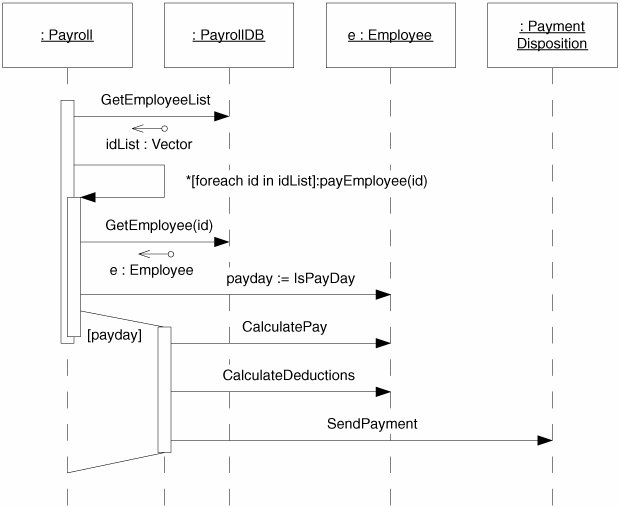 : Payroll
: PayrollDB
e : Employee
: Payment
Disposition
GetEmployeeList
idList : Vector
*[foreach id in idList]:payEmployee(id)
GetEmployee(id)
e : Employee
payday := IsPayDay
[payday]
CalculatePay
CalculateDeductions
SendPayment